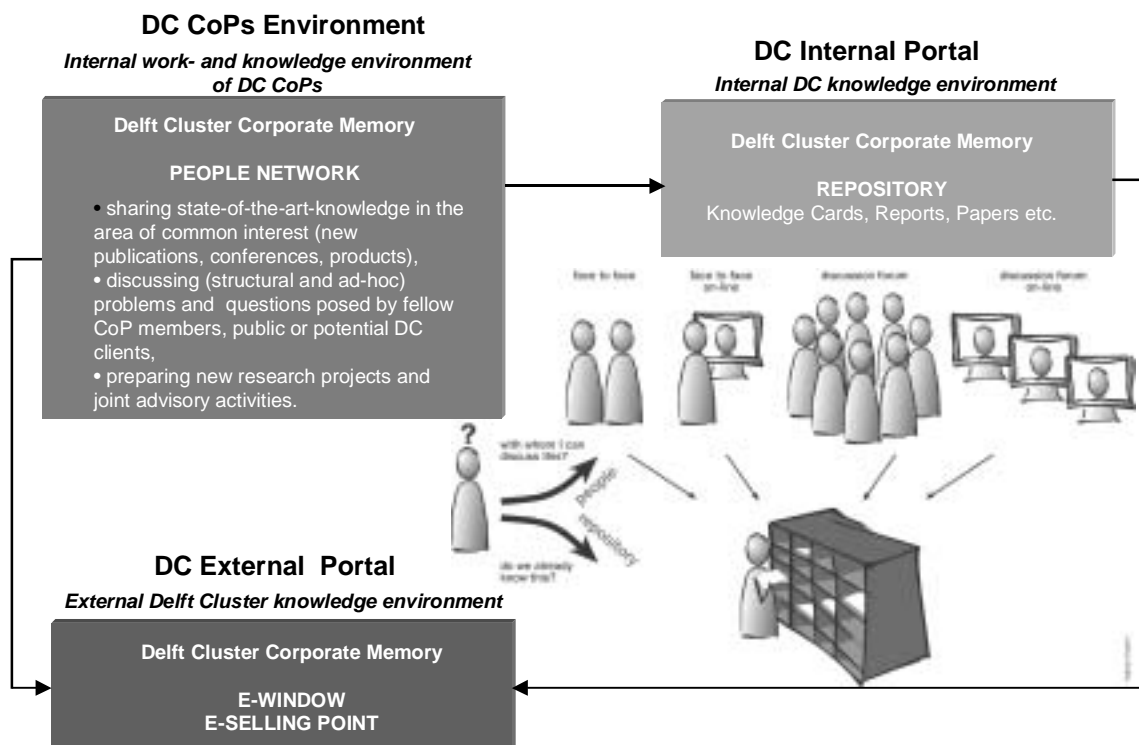 DC CoPs Environment
Internal work- and knowledge environment
of DC CoPs
Delft Cluster Corporate Memory
PEOPLE NETWORK
• sharing state-of-the-art-knowledge in the
area of common interest (new
publications, conferences, products),
• discussing (structural and ad-hoc)
problems and questions posed by fellow
CoP members, public or potential DC
clients,
• preparing new research projects and
joint advisory activities.
DC Internal Portal
Internal DC knowledge environment
Delft Cluster Corporate Memory
REPOSITORY
Knowledge Cards, Reports, Papers etc.
face to face
face to face
on-line
discussion forum
discussion forum
on-line
?
with whom I can
discuss this?
people
repository
do we already
know this?
DC External Portal
External Delft Cluster knowledge environment
Delft Cluster Corporate Memory
E-WINDOW
E-SELLING POINT